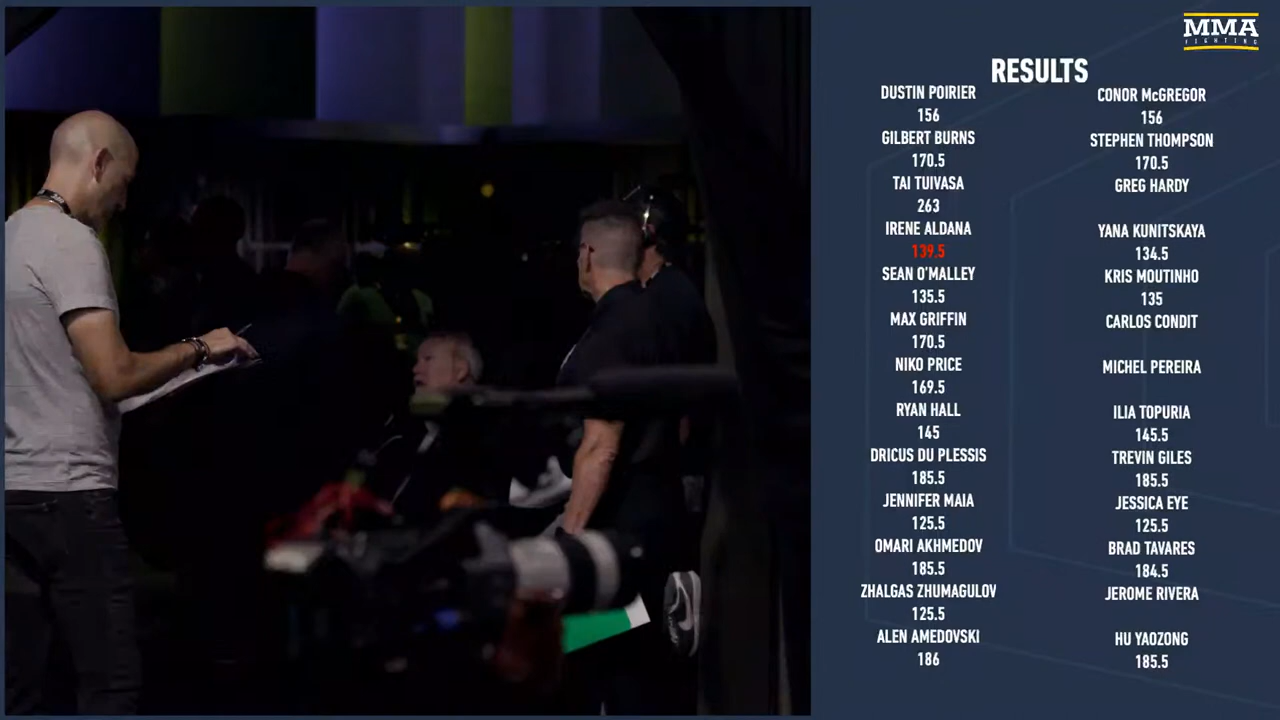 MMA
FIGHTING
RESULTS
DUSTIN POIRIER
156
CONOR McGREGOR
156
GILBERT BURNS
170.5
STEPHEN THOMPSON
170.5
TAI TUIVASA
263
GREG HARDY
IRENE ALDANA
139.5
YANA KUNITSKAYA
134.5
SEAN O'MALLEY
135.5
KRIS MOUTINHO
135
MAX GRIFFIN
170.5
CARLOS CONDIT
NIKO PRICE
169.5
MICHEL PEREIRA
RYAN HALL
145
ILIA TOPURIA
145.5
DRICUS DU PLESSIS
185.5
TREVIN GILES
185.5
JENNIFER MAIA
125.5
JESSICA EYE
125.5
OMARI AKHMEDOV
185.5
BRAD TAVARES
184.5
ZHALGAS ZHUMAGULOV
125.5
JEROME RIVERA
ALEN AMEDOVSKI
186
HU YAOZONG
185.5